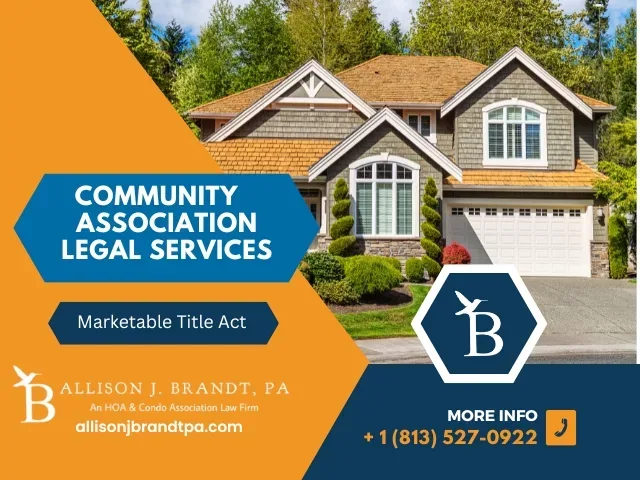 COMMUNITY
ASSOCIATION
LEGAL SERVICES
Marketable Title Act
B
ALLISON J. BRANDT, PA
An HOA & Condo Association Law Firm
allisonjbrandtpa.com
B
MORE INFO
+ 1 (813) 527-0922